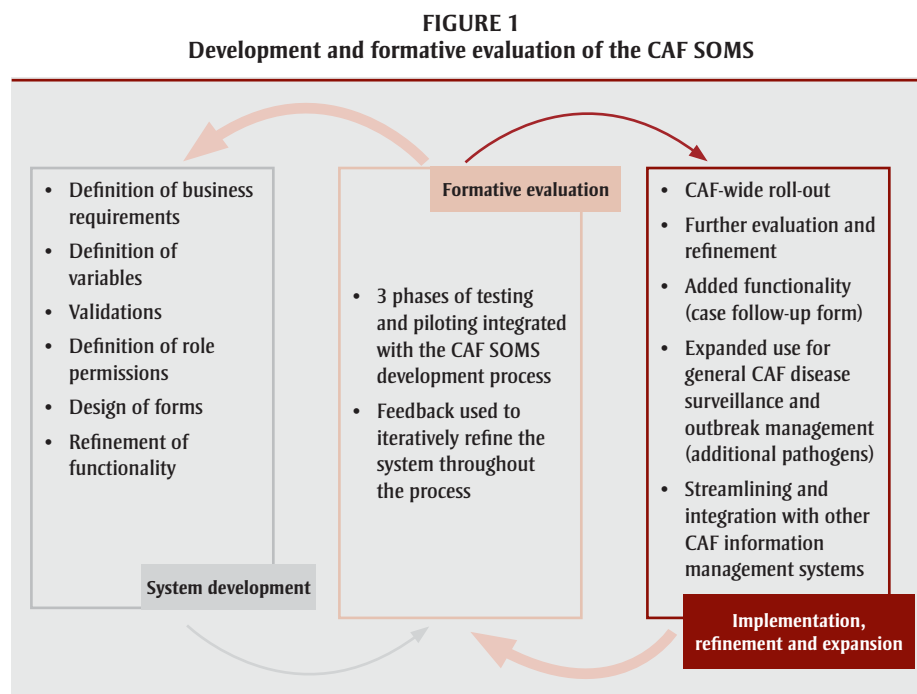 FIGURE 1
Development and formative evaluation of the CAF SOMS
• Definition of business
requirements
• Definition of
variables
• Validations
• Definition of role
permissions
• Design of forms
• Refinement of
functionality
System development
Formative evaluation
• 3 phases of testing
and piloting integrated
with the CAF SOMS
development process
• Feedback used to
iteratively refine the
system throughout
the process
• CAF-wide roll-out
• Further evaluation and
refinement
• Added functionality
(case follow-up form)
• Expanded use for
general CAF disease
surveillance and
outbreak management
(additional pathogens)
• Streamlining and
integration with other
CAF information
management systems
Implementation,
refinement and expansion